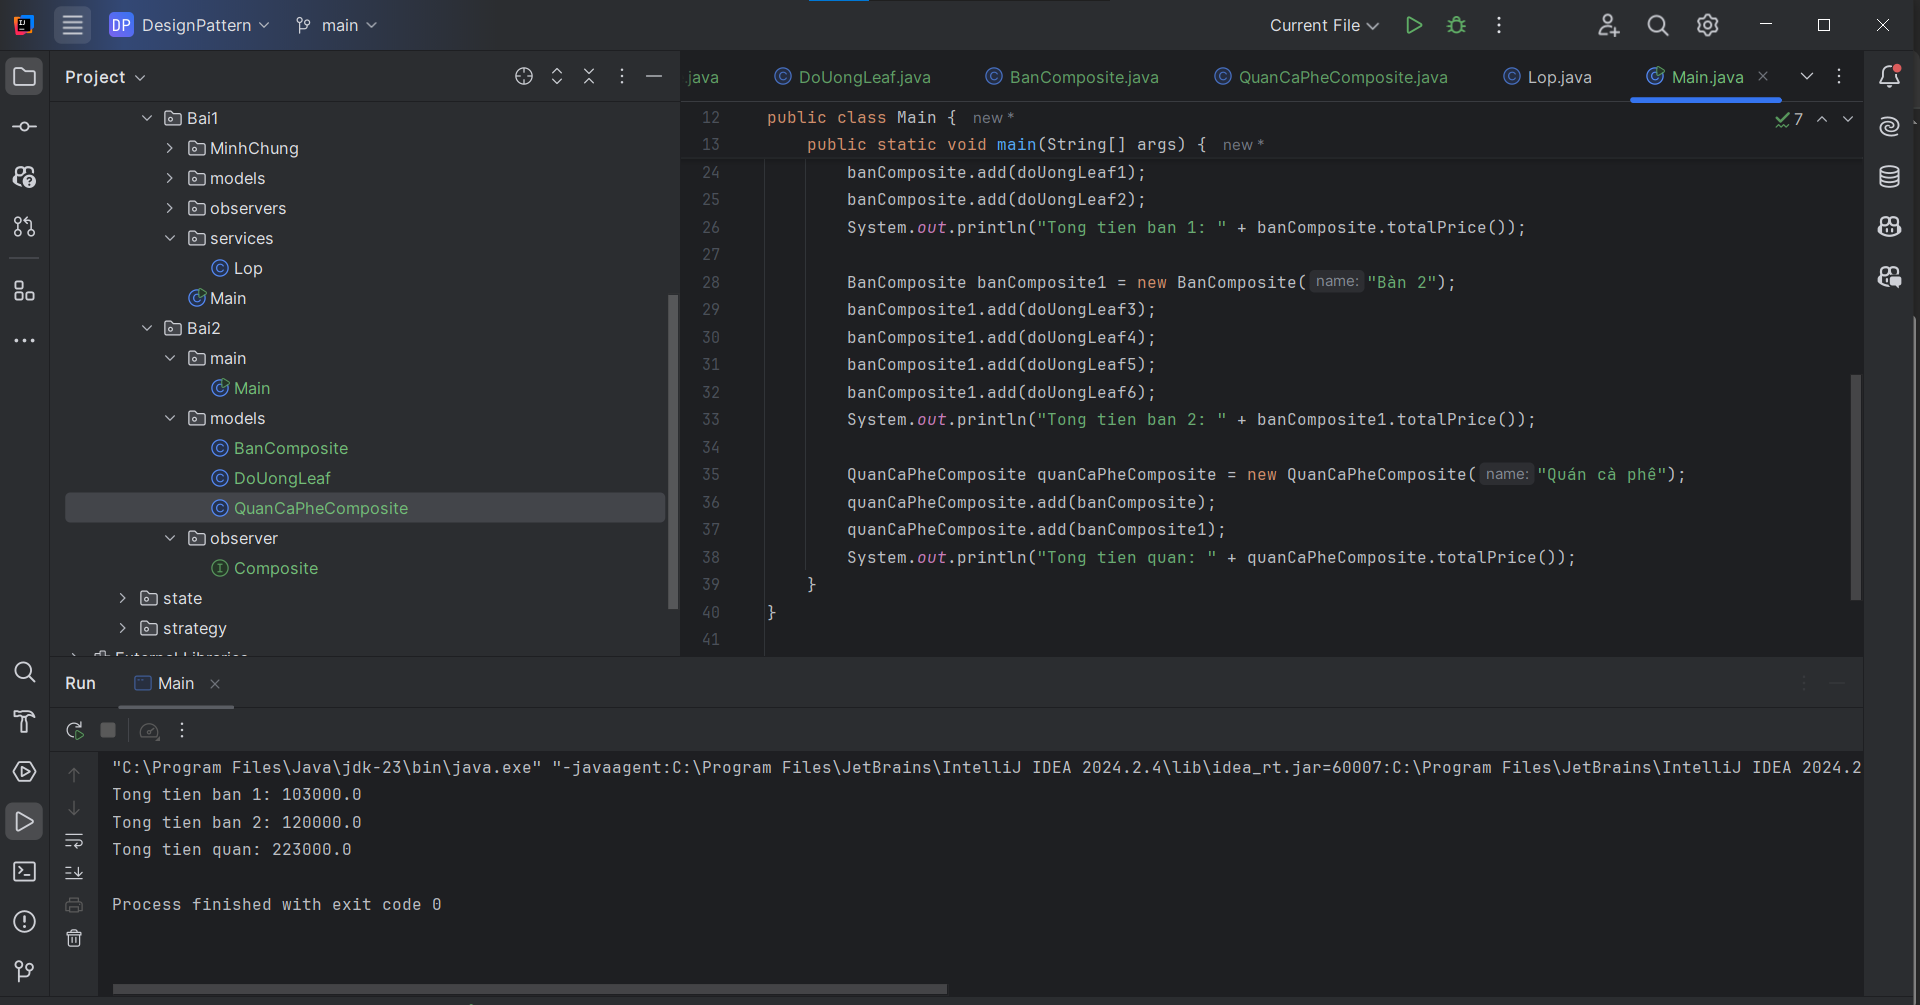 DP DesignPattern main Current File
Project
Bai1
MinhChung
models
observers
services
Lop
Main
Bai2
main
Main
models
BanComposite
DoUongLeaf
QuanCaPheComposite
observer
Composite
state
strategy
External Libraries
.java DoUongLeaf.java BanComposite.java QuanCaPheComposite.java Lop.java Main.java
7
12 public class Main { new *
13 public static void main(String[] args) { new *
24 banComposite.add(doUongLeaf1);
25 banComposite.add(doUongLeaf2);
26 System.out.println("Tong tien ban 1: " + banComposite.totalPrice());
27
28 BanComposite banComposite1 = new BanComposite( name: "Bàn 2");
29 banComposite1.add(doUongLeaf3);
30 banComposite1.add(doUongLeaf4);
31 banComposite1.add(doUongLeaf5);
32 banComposite1.add(doUongLeaf6);
33 System.out.println("Tong tien ban 2: " + banComposite1.totalPrice());
34
35 QuanCaPheComposite quanCaPheComposite = new QuanCaPheComposite( name: "Quán cà phê");
36 quanCaPheComposite.add(banComposite);
37 quanCaPheComposite.add(banComposite1);
38 System.out.println("Tong tien quan: " + quanCaPheComposite.totalPrice());
39 }
40 }
41
Run Main
"C:\Program Files\Java\jdk-23\bin\java.exe" "-javaagent:C:\Program Files\JetBrains\IntelliJ IDEA 2024.2.4\lib\idea_rt.jar=60007:C:\Program Files\JetBrains\IntelliJ IDEA 2024.2
Tong tien ban 1: 103000.0
Tong tien ban 2: 120000.0
Tong tien quan: 223000.0
Process finished with exit code 0